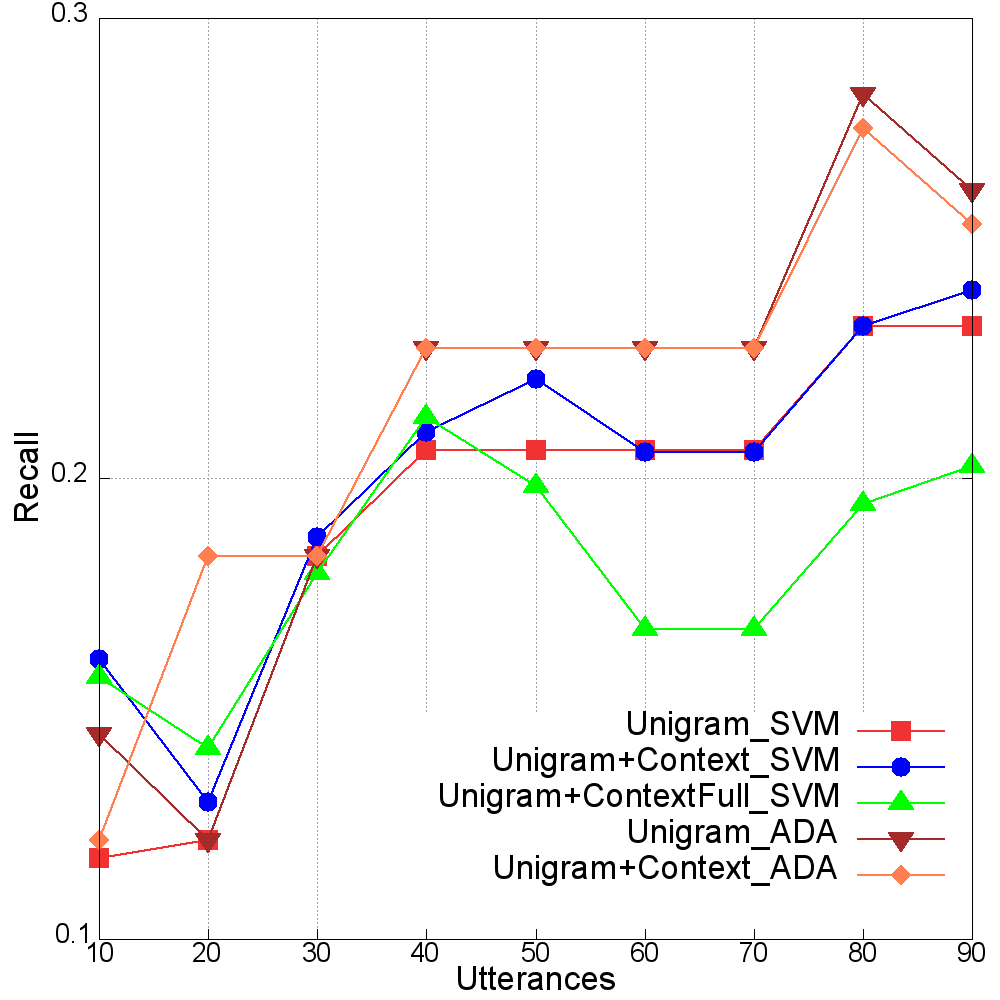 0.3
Recall
0.2
Unigram_SVM
Unigram+Context_SVM
Unigram+ContextFull_SVM
Unigram_ADA
Unigram+Context_ADA
0.1
10 20 30 40 50 60 70 80 90
Utterances